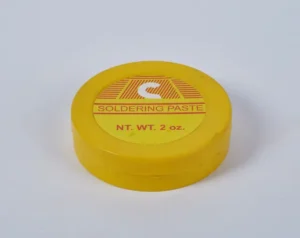 SOLDERING PASTE
NT. WT. 2 oz.